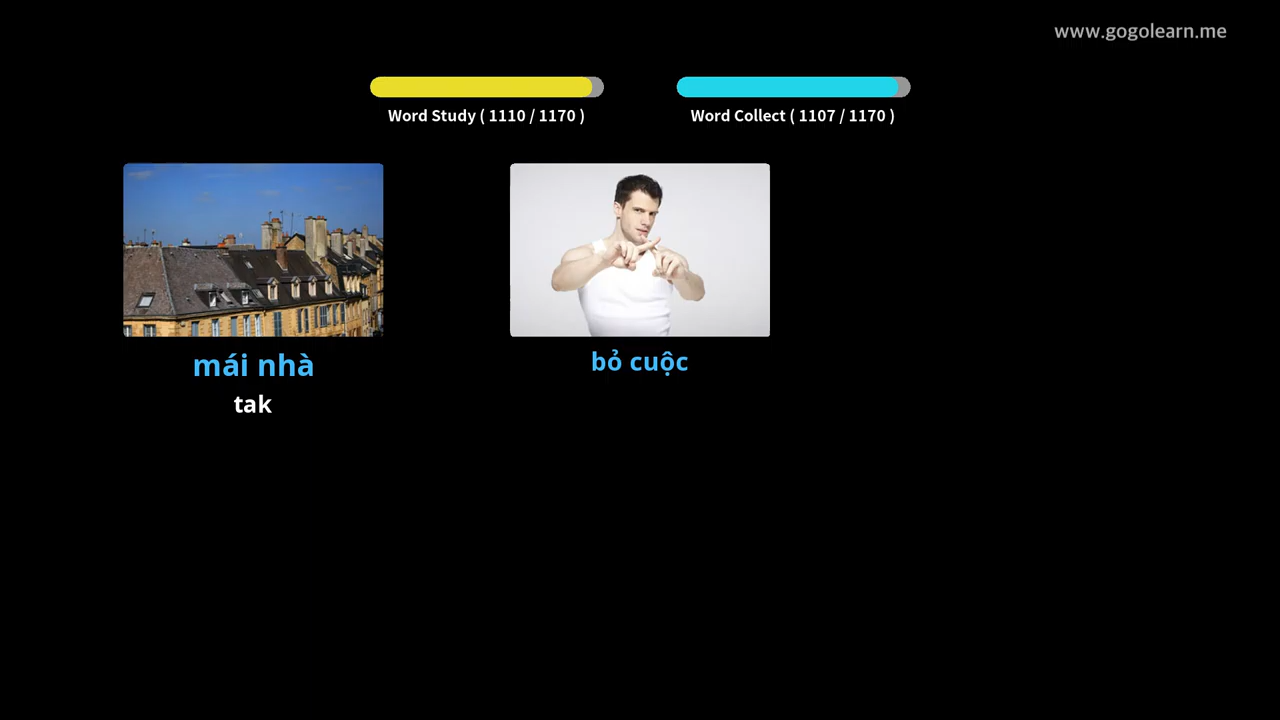 www.gogolearn.me
Word Study ( 1110 / 1170 )
Word Collect ( 1107 / 1170 )
mái nhà
tak
bỏ cuộc